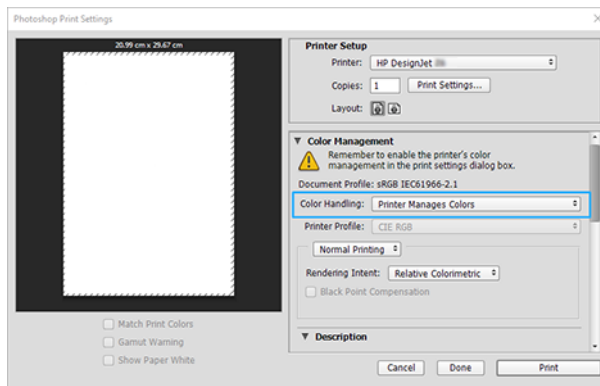 Photoshop Print Settings
20.99 cm x 29.67 cm
Match Print Colors
Gamut Warning
Show Paper White
Printer Setup
Printer: HP DesignJet
Copies: 1 Print Settings...
Layout:
Color Management
Remember to enable the printer's color
management in the print settings dialog box.
Document Profile: sRGB IEC61966-2.1
Color Handling: Printer Manages Colors
Printer Profile: CIE RGB
Normal Printing
Rendering Intent: Relative Colorimetric
Black Point Compensation
Description
Cancel Done Print